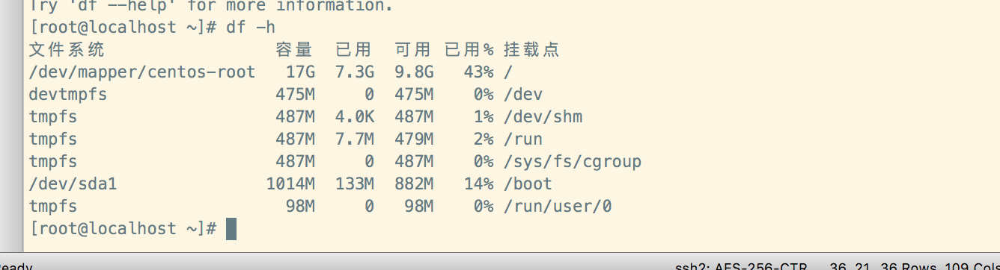 Try 'df --help' for more information.
[root@localhost ~]# df -h
文件系统 容量 已用 可用 已用% 挂载点
/dev/mapper/centos-root 17G 7.3G 9.8G 43% /
devtmpfs 475M 0 475M 0% /dev
tmpfs 487M 4.0K 487M 1% /dev/shm
tmpfs 487M 7.7M 479M 2% /run
tmpfs 487M 0 487M 0% /sys/fs/cgroup
/dev/sda1 1014M 133M 882M 14% /boot
tmpfs 98M 0 98M 0% /run/user/0
[root@localhost ~]#
eady ssh2: AES-256-CTR 36, 21 36 Rows, 109 Cols